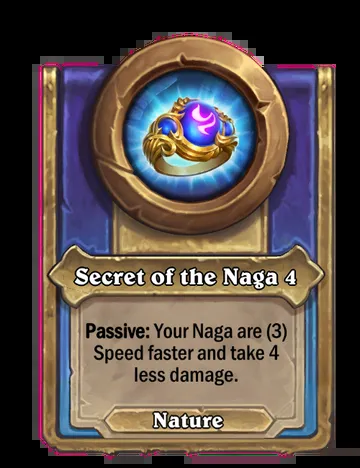 Secret of the Naga 4
Passive: Your Naga are (3)
Speed faster and take 4
less damage.
Nature